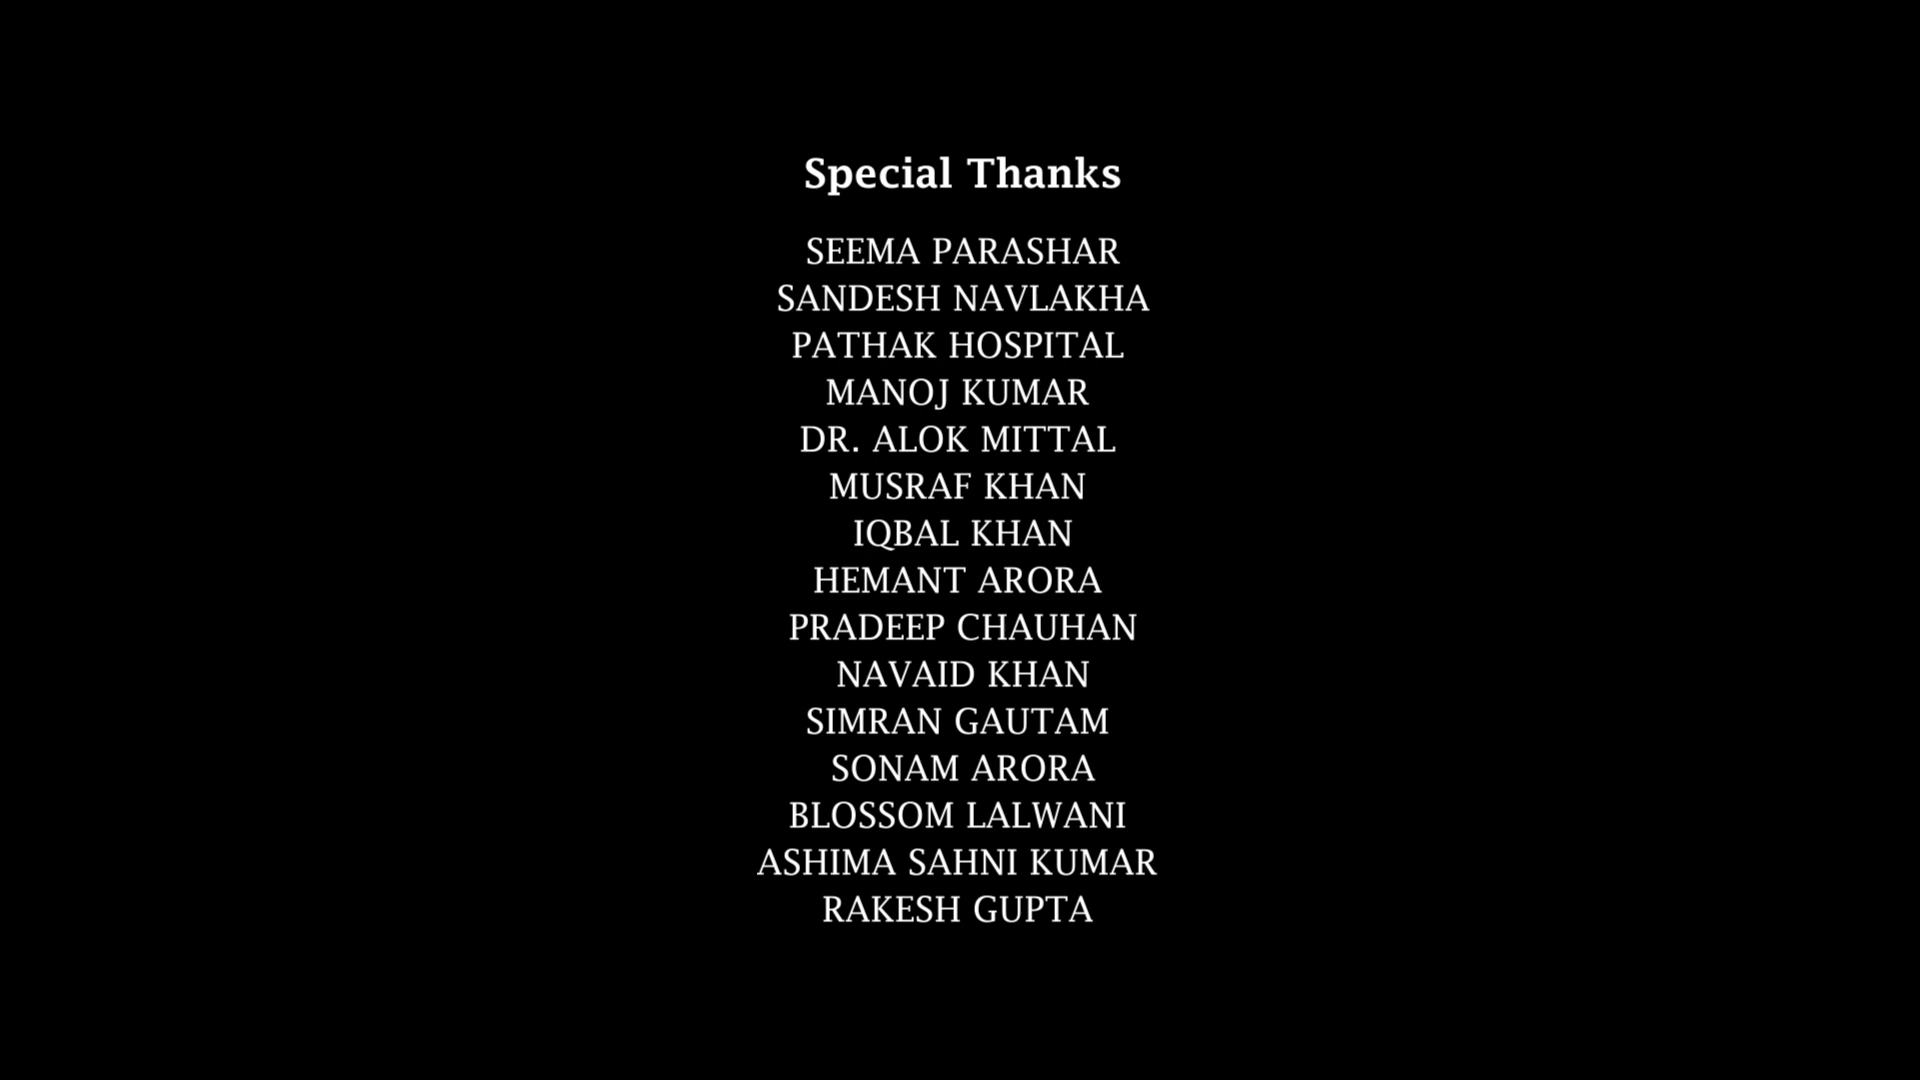 Special Thanks
SEEMA PARASHAR
SANDESH NAVLAKHA
PATHAK HOSPITAL
MANOJ KUMAR
DR. ALOK MITTAL
MUSRAF KHAN
IQBAL KHAN
HEMANT ARORA
PRADEEP CHAUHAN
NAVAID KHAN
SIMRAN GAUTAM
SONAM ARORA
BLOSSOM LALWANI
ASHIMA SAHNI KUMAR
RAKESH GUPTA